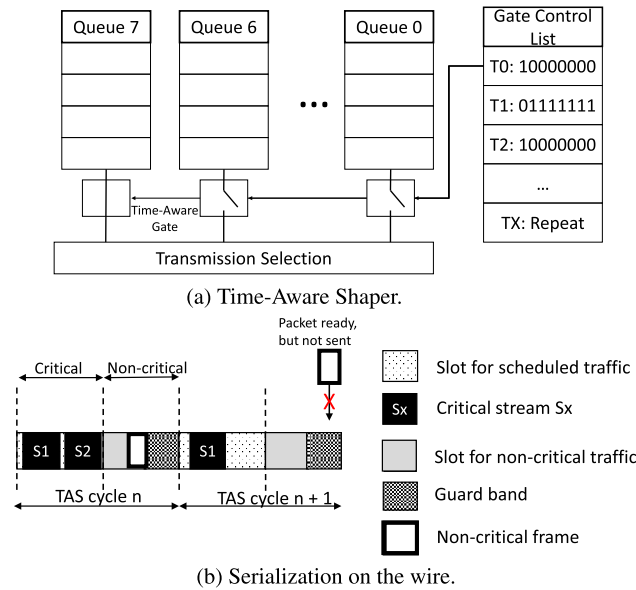 Queue 7
Queue 6
Queue 0
Gate Control
List
T0: 10000000
T1: 01111111
T2: 10000000
...
TX: Repeat
...
Time-Aware
Gate
Transmission Selection
(a) Time-Aware Shaper.
Packet ready,
but not sent
Critical
Non-critical
S1
S2
S1
X
TAS cycle n
TAS cycle n + 1
Slot for scheduled traffic
Sx
Critical stream Sx
Slot for non-critical traffic
Guard band
Non-critical frame
(b) Serialization on the wire.